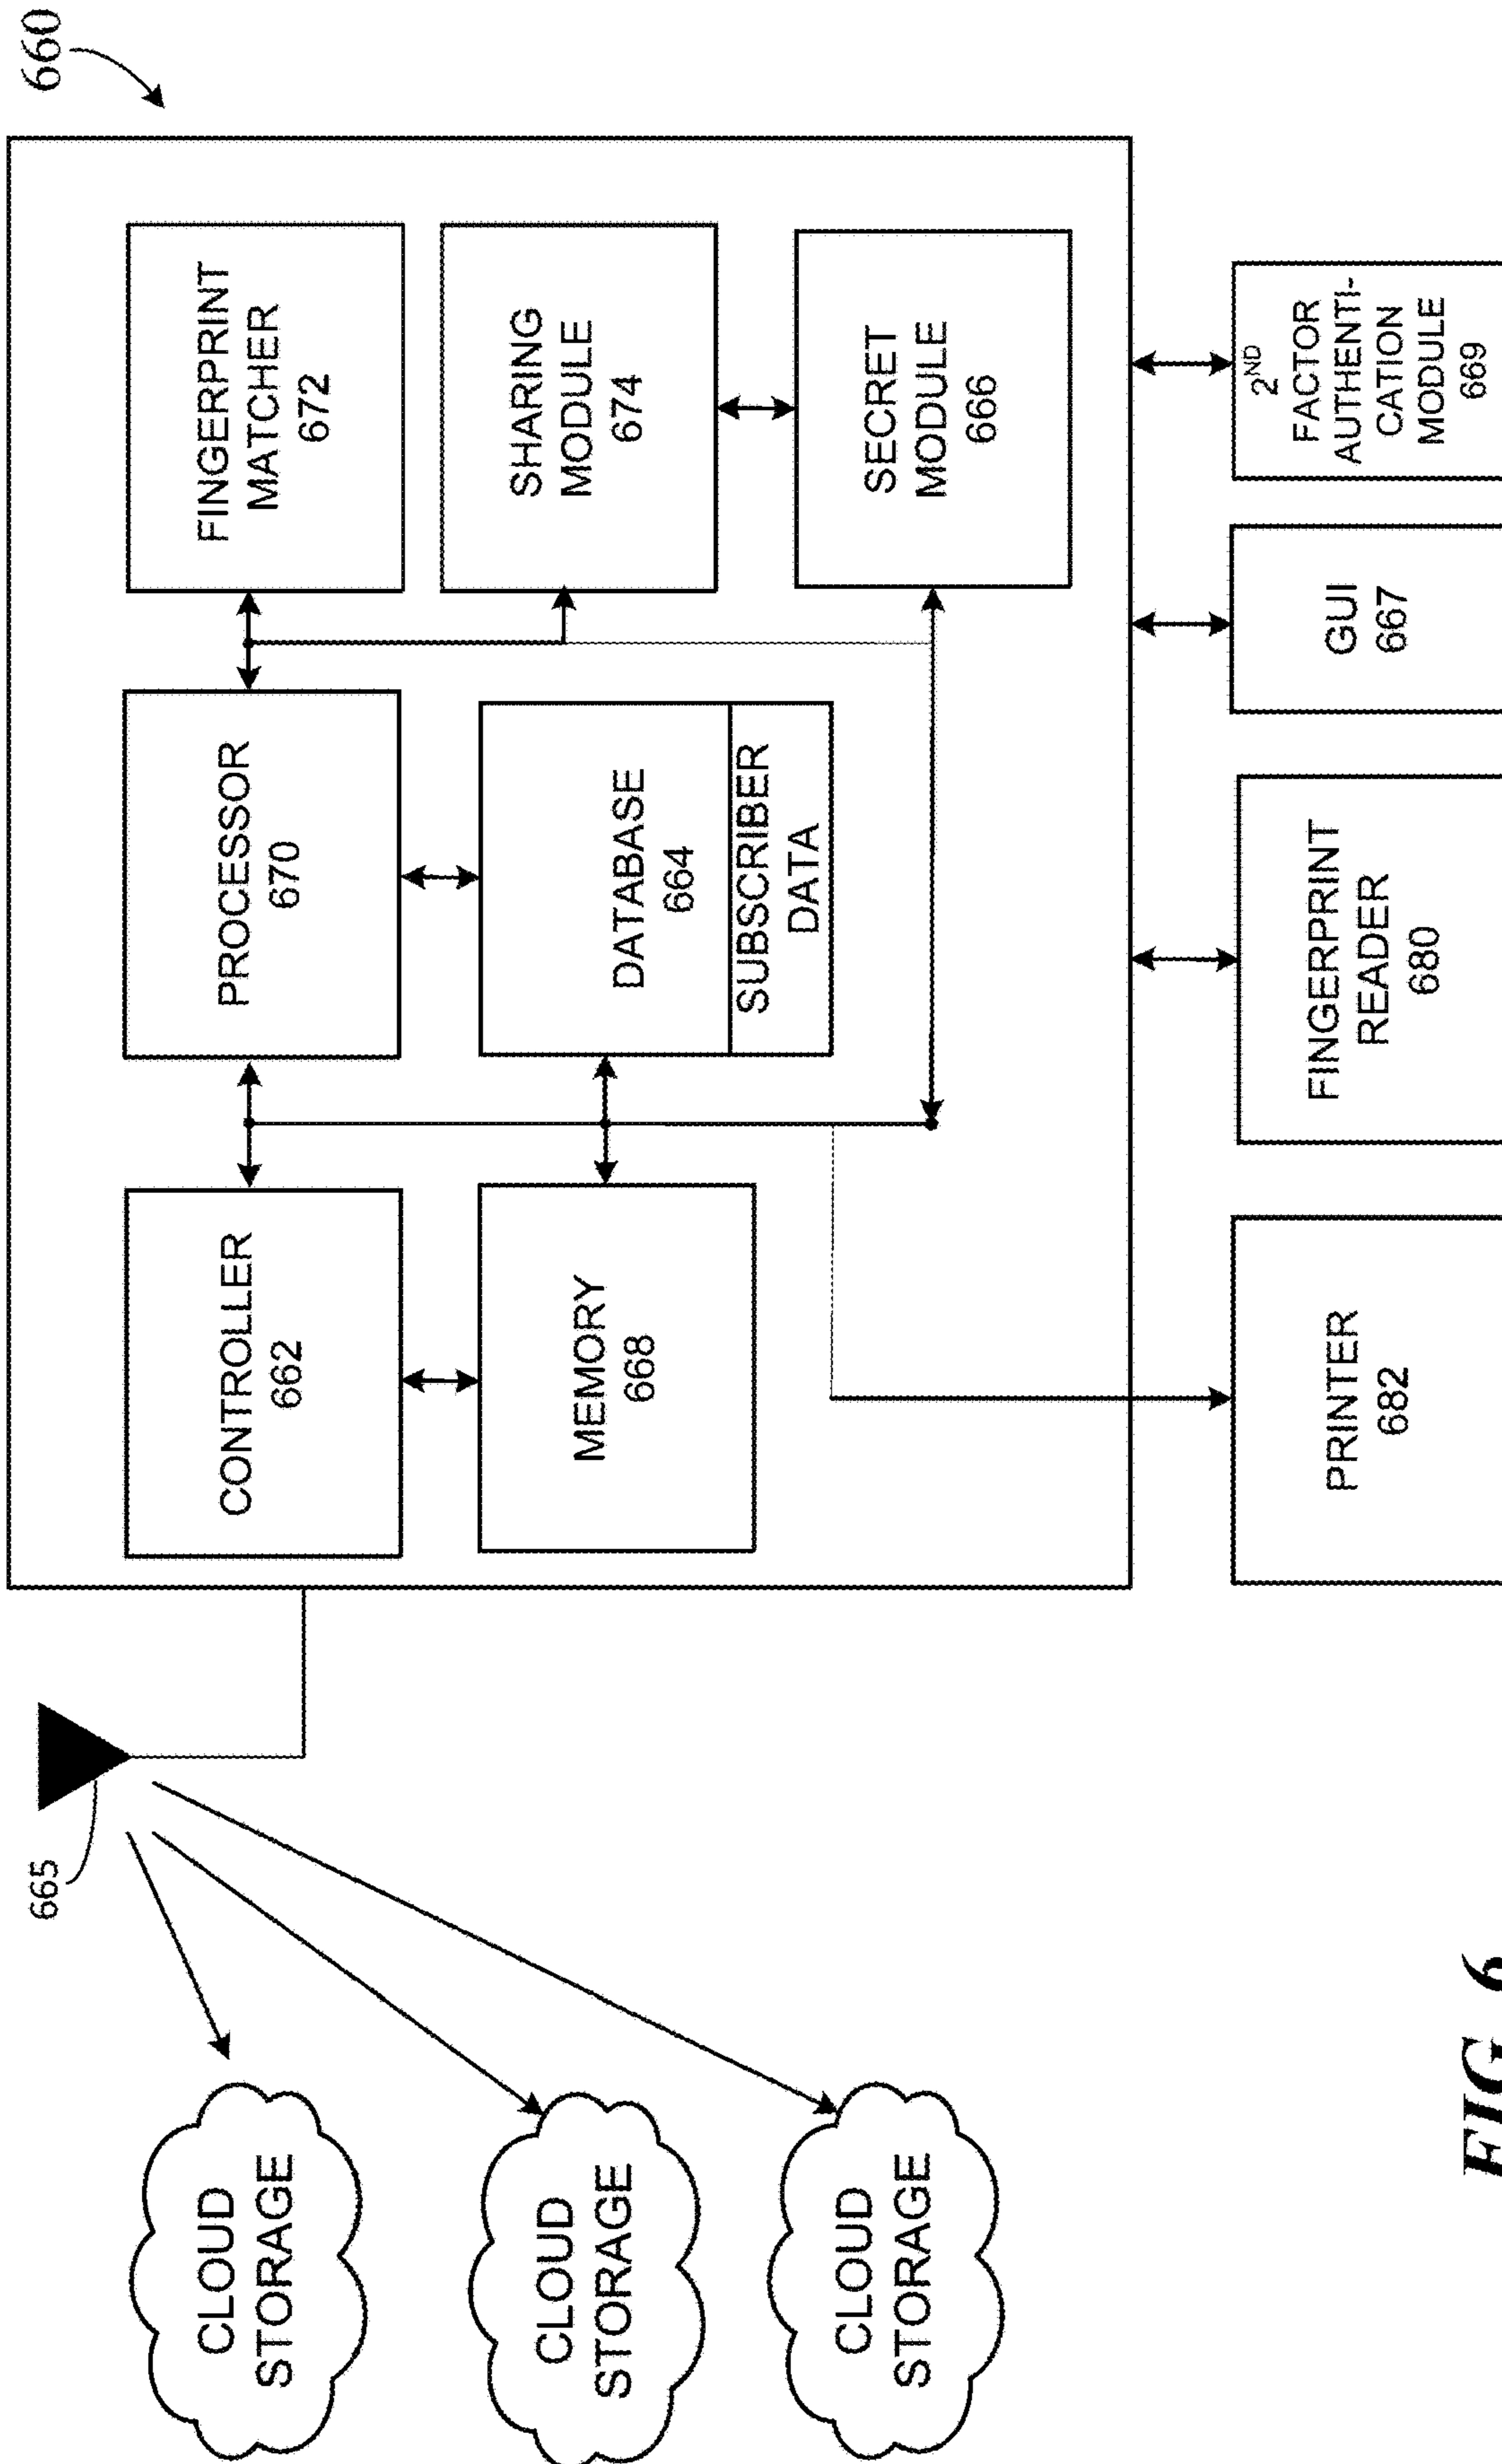 660
665
CLOUD
STORAGE
CLOUD
STORAGE
CLOUD
STORAGE
CONTROLLER
662
PROCESSOR
670
FINGERPRINT
MATCHER
672
MEMORY
668
DATABASE
664
SUBSCRIBER
DATA
SHARING
MODULE
674
SECRET
MODULE
666
PRINTER
682
FINGERPRINT
READER
680
GUI
667
2ND
FACTOR
AUTHENTI-
CATION
MODULE
669
FIG. 6